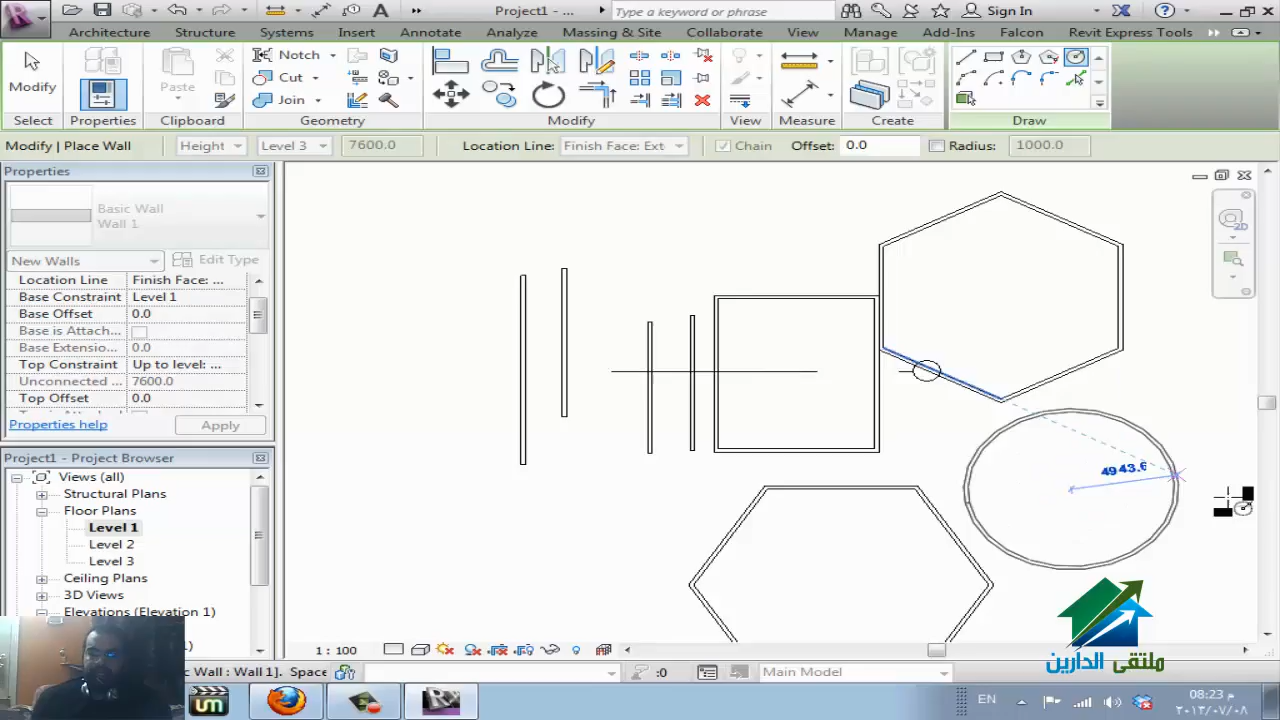 Project1 - ...
Type a keyword or phrase
Sign In
Architecture
Structure
Systems
Insert
Annotate
Analyze
Massing & Site
Collaborate
View
Manage
Add-Ins
Falcon
Revit Express Tools
Modify
Paste
Notch
Cut
Join
Select
Properties
Clipboard
Geometry
Modify
View
Measure
Create
Draw
Modify | Place Wall
Height
Level 3
7600.0
Location Line:
Finish Face: Ext
Chain
Offset:
0.0
Radius:
1000.0
Properties
Basic Wall
Wall 1
New Walls
Edit Type
Location Line
Finish Face: ...
Base Constraint
Level 1
Base Offset
0.0
Base is Attach...
Base Extensio...
0.0
Top Constraint
Up to level: ...
Unconnected
7600.0
Top Offset
0.0
Properties help
Apply
Project1 - Project Browser
Views (all)
Structural Plans
Floor Plans
Level 1
Level 2
Level 3
Ceiling Plans
3D Views
Elevations (Elevation 1)
4943.6
2D
1 : 100
Wall : Wall 1]. Space
:0
Main Model
ملتقى الدارين
um
R
EN
08:23 م
٢٠١٣/٠٧/٠٨